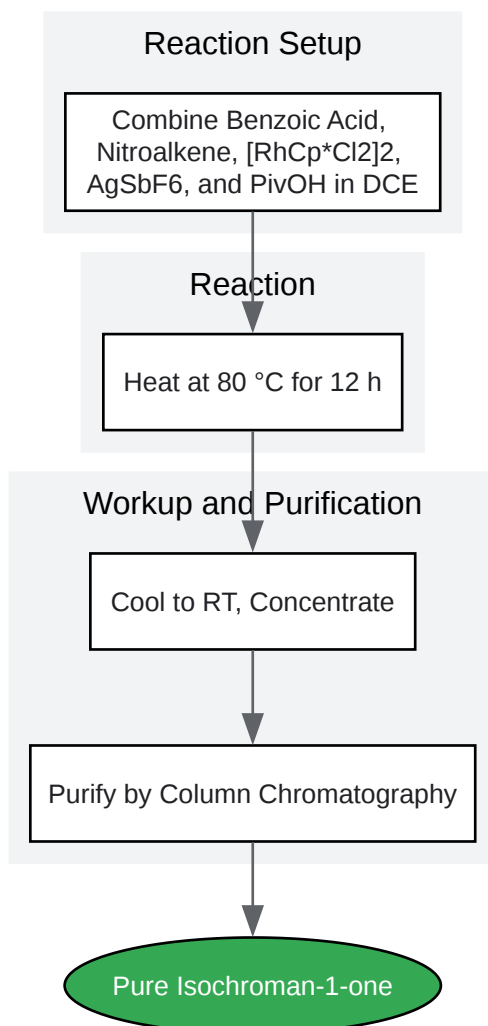 Reaction Setup
Combine Benzoic Acid,
Nitroalkene, [RhCp*Cl2]2,
AgSbF6, and PivOH in DCE
Reaction
Heat at 80 °C for 12 h
Workup and Purification
Cool to RT, Concentrate
Purify by Column Chromatography
Pure Isochroman-1-one